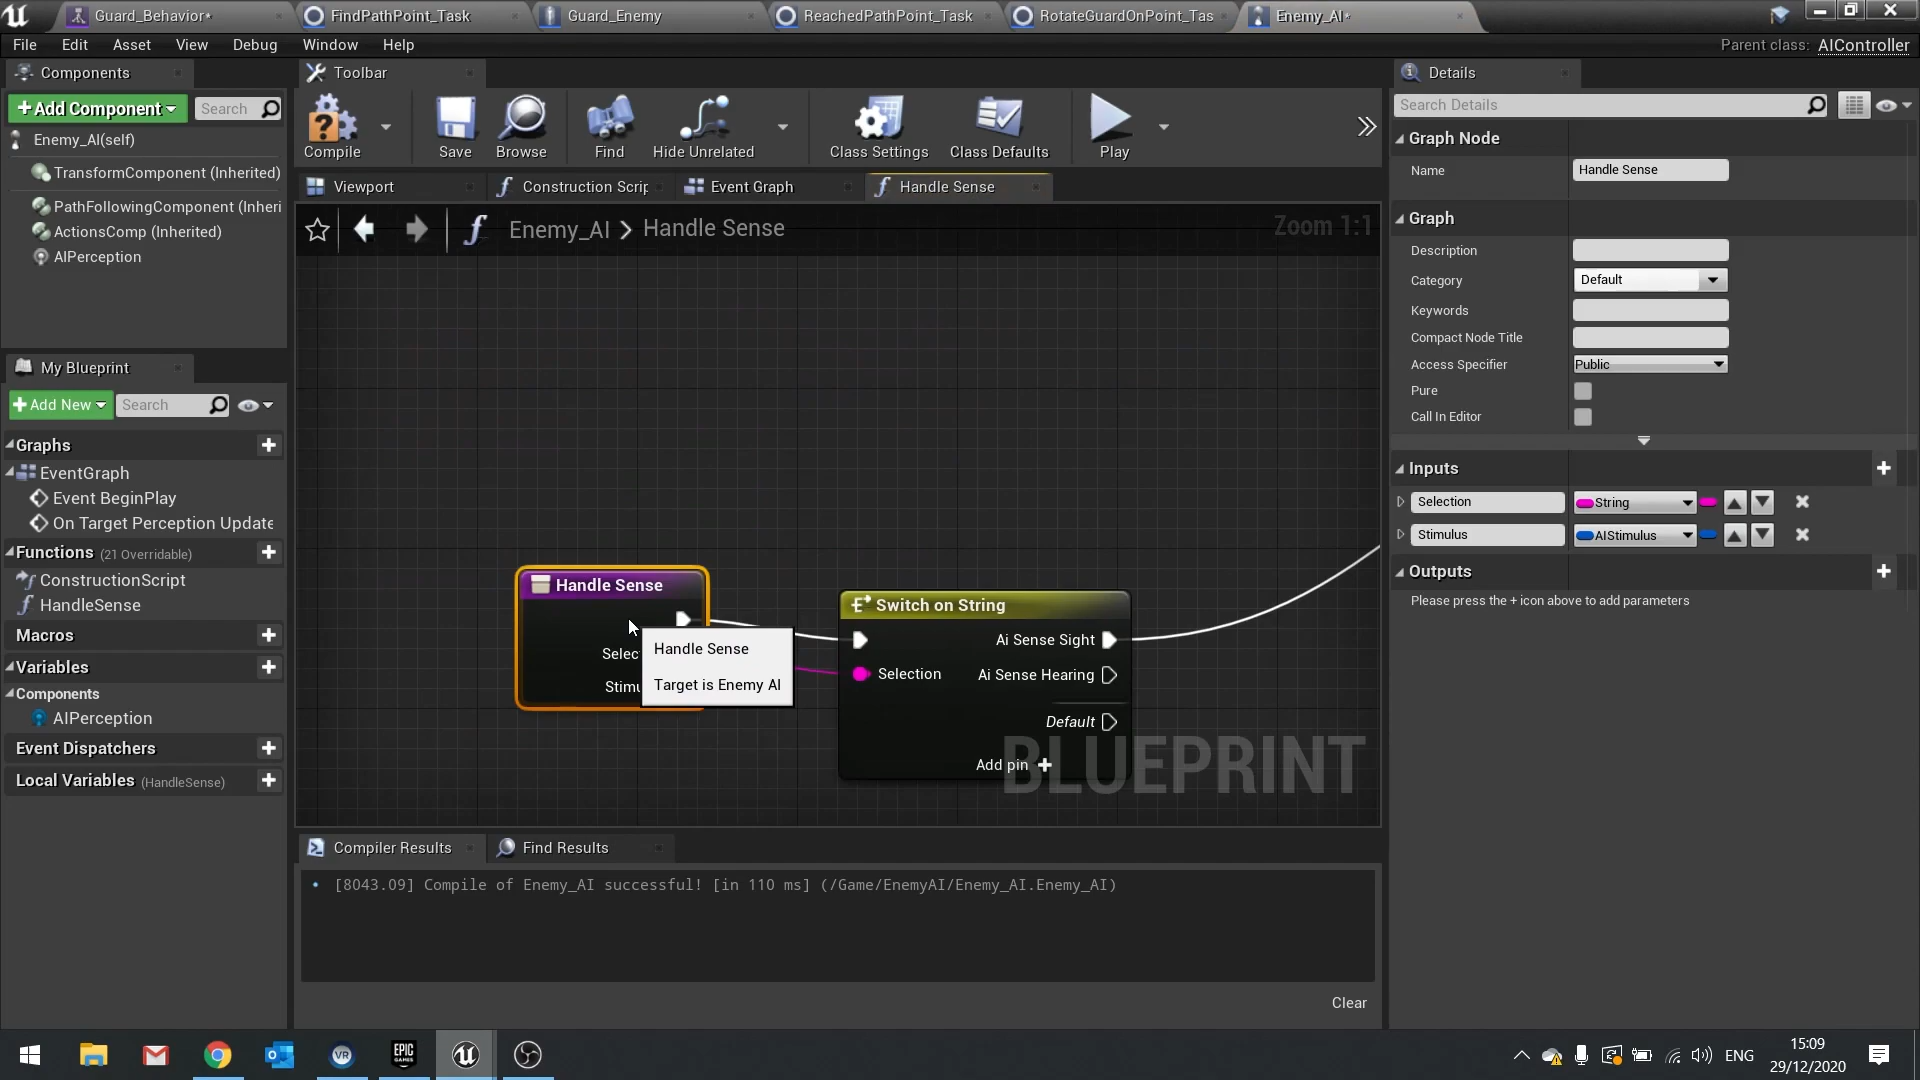 Guard_Behavior*
FindPathPoint_Task
Guard_Enemy
ReachedPathPoint_Task
RotateGuardOnPoint_Tas
Enemy_AI*
File
Edit
Asset
View
Debug
Window
Help
Parent class:
AIController
Components
Add Component
Search
Enemy_AI(self)
TransformComponent (Inherited)
PathFollowingComponent (Inheri
ActionsComp (Inherited)
AIPerception
My Blueprint
Add New
Search
Graphs
EventGraph
Event BeginPlay
On Target Perception Update
Functions (21 Overridable)
ConstructionScript
HandleSense
Macros
Variables
Components
AIPerception
Event Dispatchers
Local Variables (HandleSense)
Toolbar
Compile
Save
Browse
Find
Hide Unrelated
Class Settings
Class Defaults
Play
Viewport
Construction Scrip
Event Graph
Handle Sense
Enemy_AI
Handle Sense
Zoom 1:1
Handle Sense
Selec
Stimu
Handle Sense
Target is Enemy AI
Switch on String
Ai Sense Sight
Selection
Ai Sense Hearing
Default
Add pin
BLUEPRINT
Compiler Results
Find Results
[8043.09] Compile of Enemy_AI successful! [in 110 ms] (/Game/EnemyAI/Enemy_AI.Enemy_AI)
Clear
Details
Search Details
Graph Node
Name
Handle Sense
Graph
Description
Category
Default
Keywords
Compact Node Title
Access Specifier
Public
Pure
Call In Editor
Inputs
Selection
String
Stimulus
AIStimulus
Outputs
Please press the + icon above to add parameters
VR
EPIC
GAMES
ENG
15:09
29/12/2020